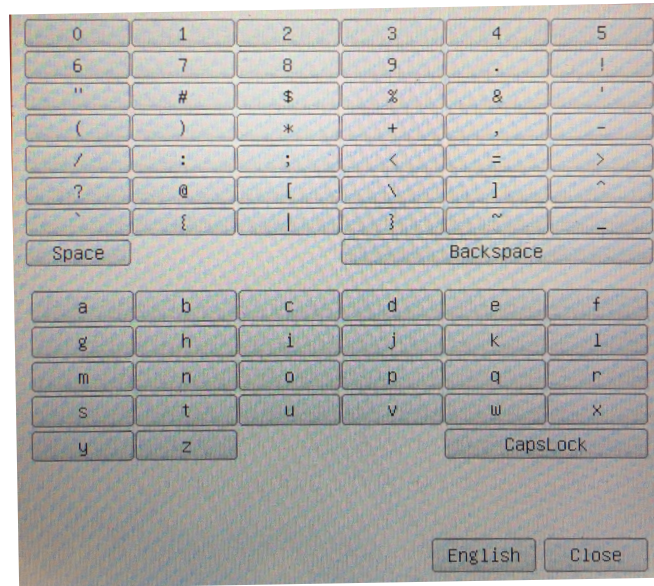 0 1 2 3 4 5
6 7 8 9 . !
" # $ % & '
( ) * + , -
/ : ; < = >
? @ [ \ ] ^
` { | } ~ _
Space Backspace
a b c d e f
g h i j k l
m n o p q r
s t u v w x
y z CapsLock
English Close